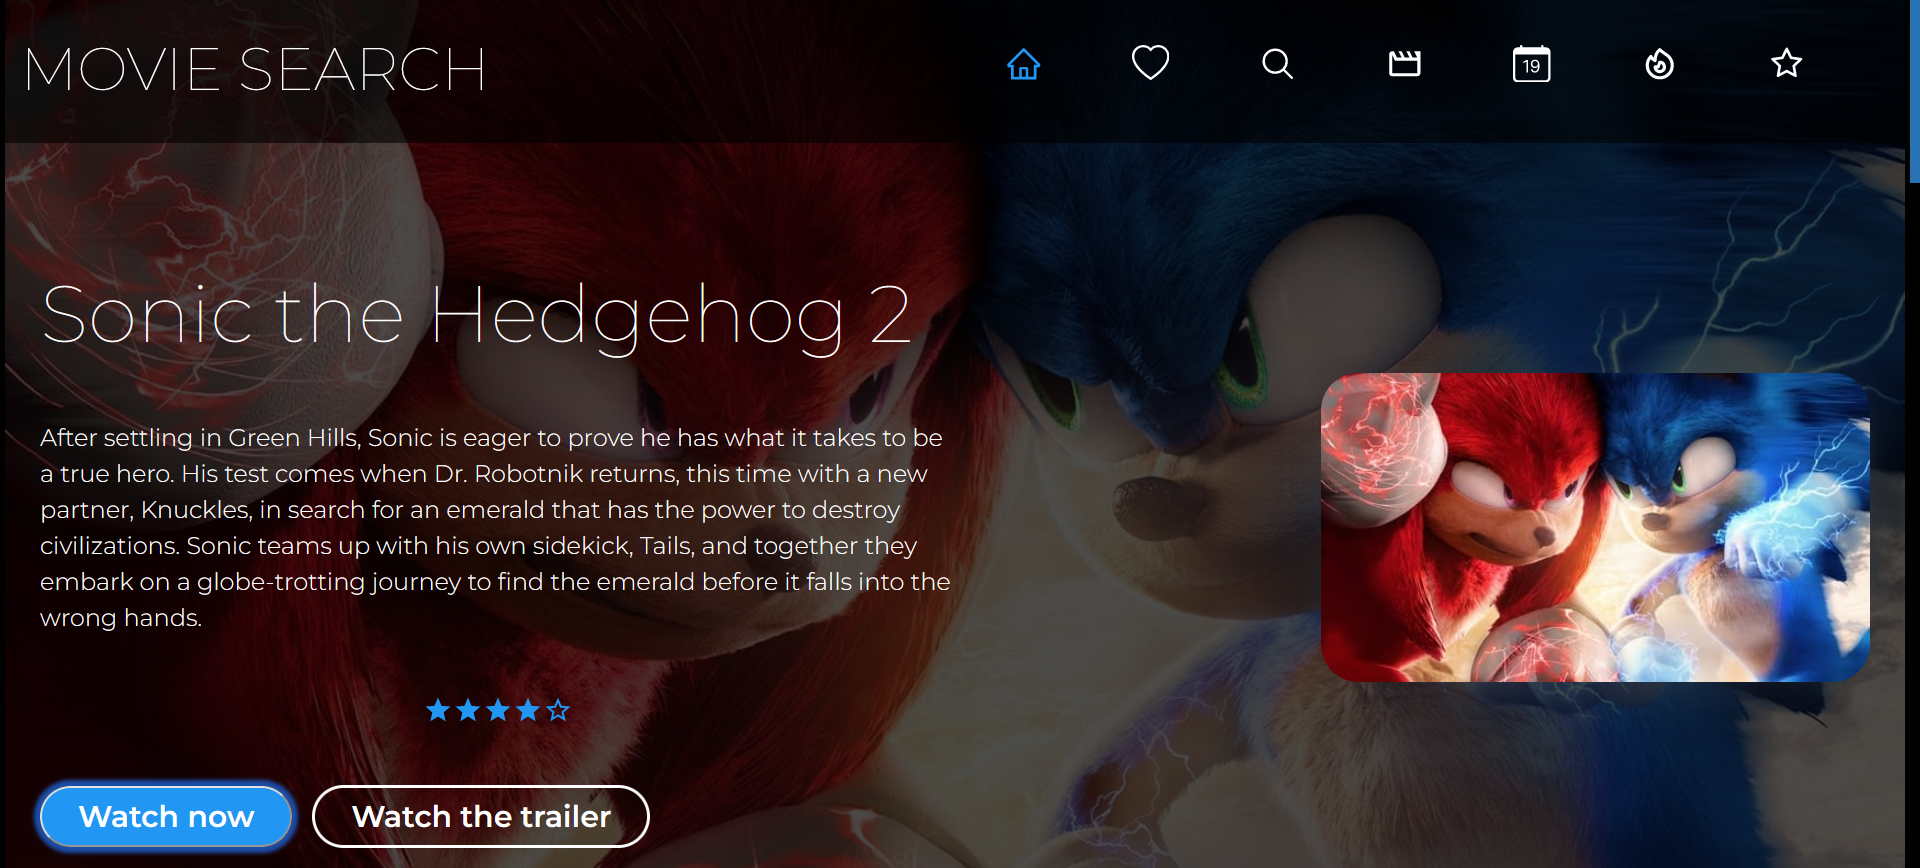 MOVIE SEARCH
19
Sonic the Hedgehog 2
After settling in Green Hills, Sonic is eager to prove he has what it takes to be
a true hero. His test comes when Dr. Robotnik returns, this time with a new
partner, Knuckles, in search for an emerald that has the power to destroy
civilizations. Sonic teams up with his own sidekick, Tails, and together they
embark on a globe-trotting journey to find the emerald before it falls into the
wrong hands.
Watch now
Watch the trailer